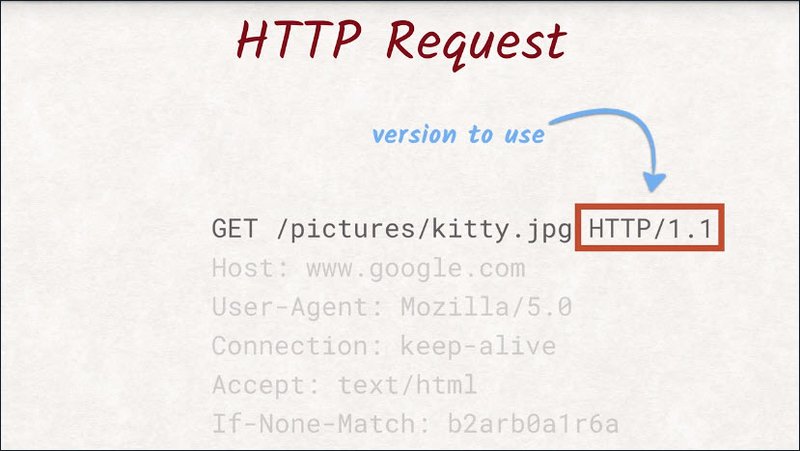 HTTP Request
version to use
GET /pictures/kitty.jpg HTTP/1.1
Host: www.google.com
User-Agent: Mozilla/5.0
Connection: keep-alive
Accept: text/html
If-None-Match: b2arb0a1r6a